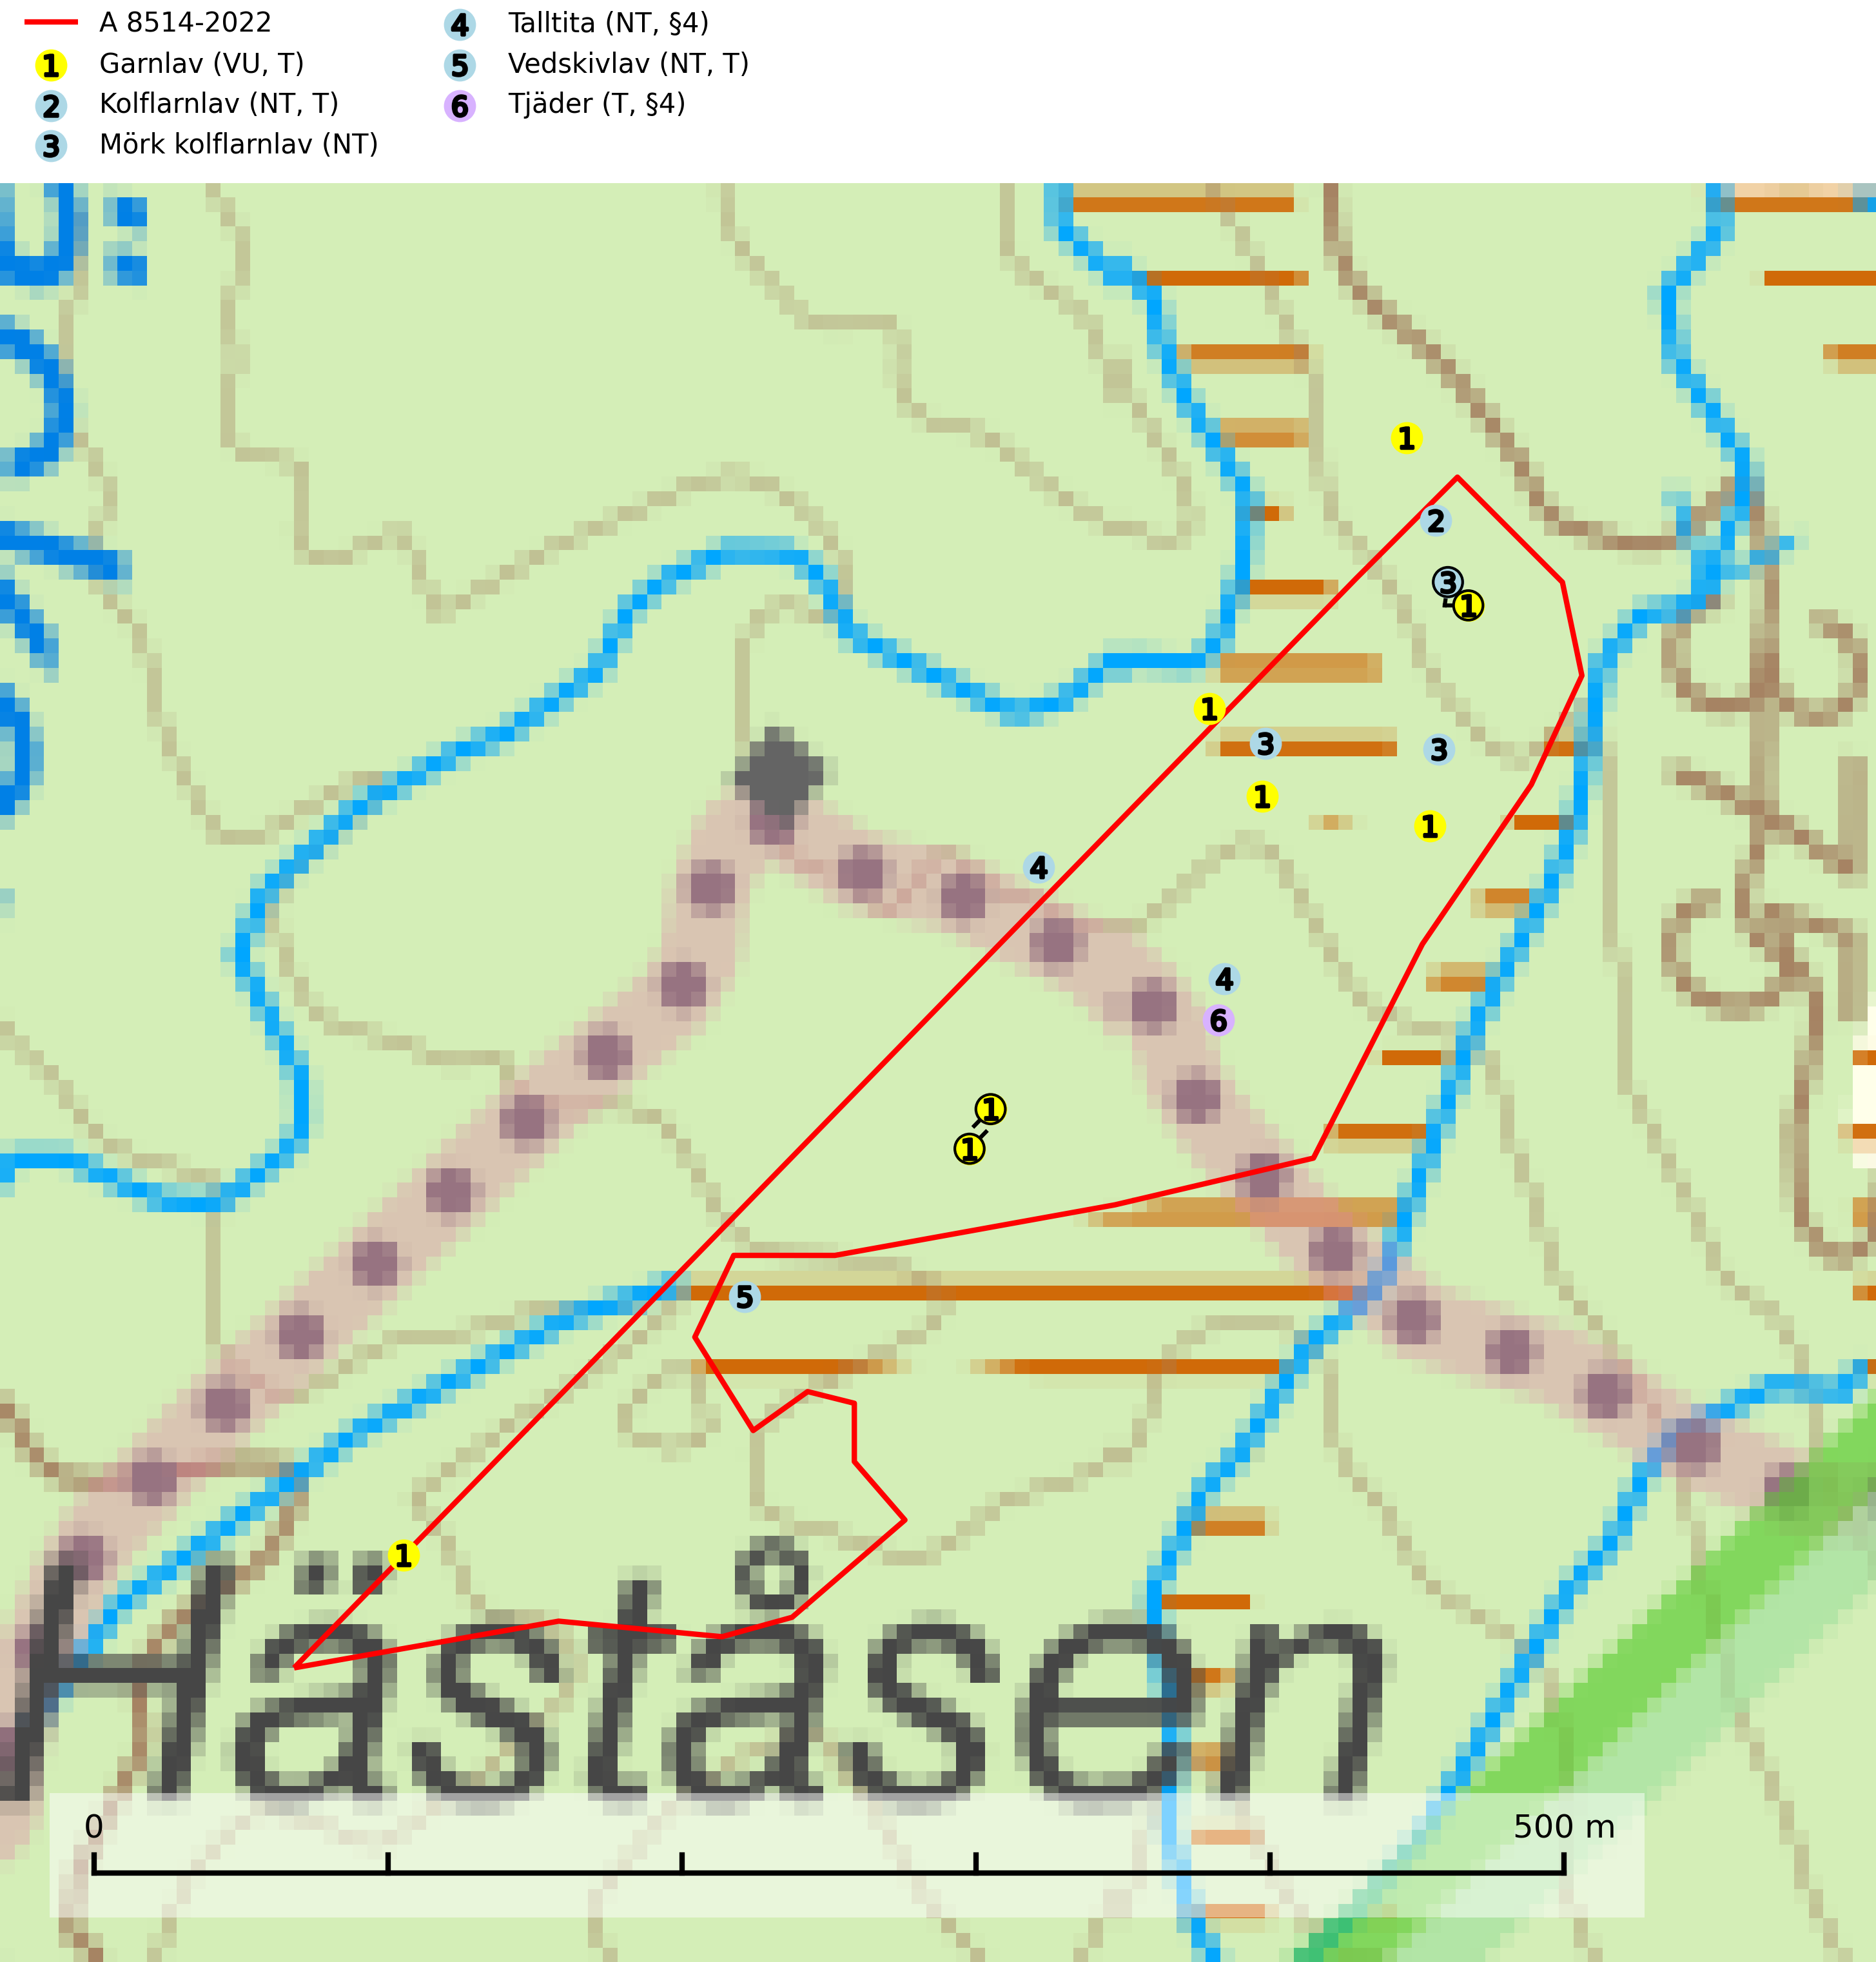 A 8514-2022
1 Garnlav (VU, T)
2 Kolflarnlav (NT, T)
3 Mörk kolflarnlav (NT)
4 Talltita (NT, §4)
5 Vedskivlav (NT, T)
6 Tjäder (T, §4)
1
2
3
1
1
3
3
1
1
4
4
6
1
1
5
1
Häståsen
0 500 m